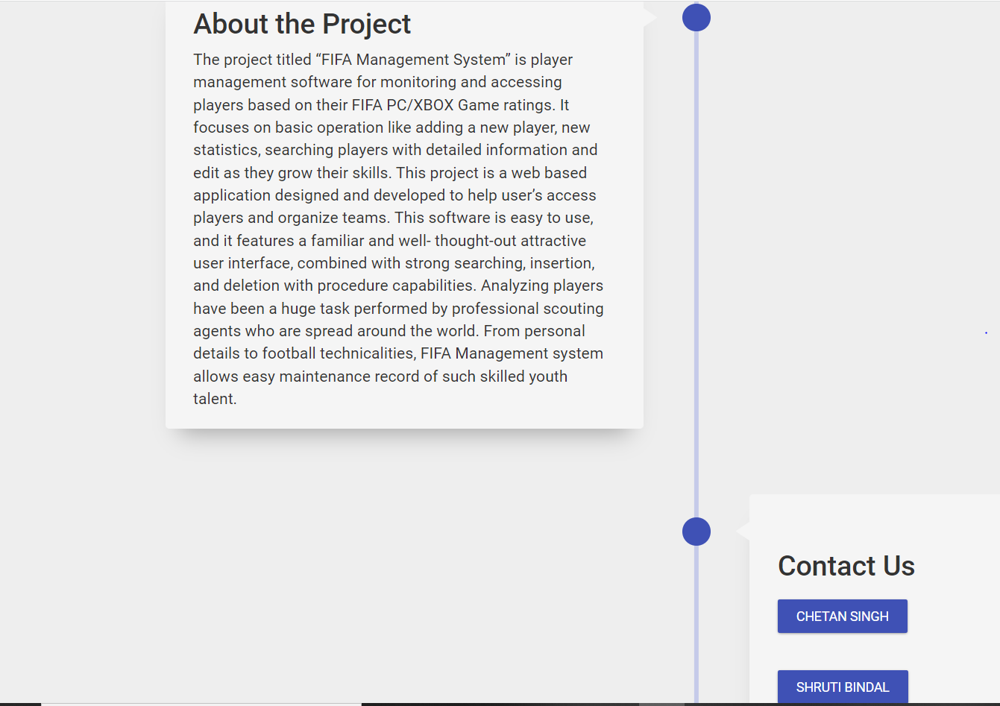 About the Project
The project titled “FIFA Management System” is player
management software for monitoring and accessing
players based on their FIFA PC/XBOX Game ratings. It
focuses on basic operation like adding a new player, new
statistics, searching players with detailed information and
edit as they grow their skills. This project is a web based
application designed and developed to help user’s access
players and organize teams. This software is easy to use,
and it features a familiar and well- thought-out attractive
user interface, combined with strong searching, insertion,
and deletion with procedure capabilities. Analyzing players
have been a huge task performed by professional scouting
agents who are spread around the world. From personal
details to football technicalities, FIFA Management system
allows easy maintenance record of such skilled youth
talent.
Contact Us
CHETAN SINGH
SHRUTI BINDAL